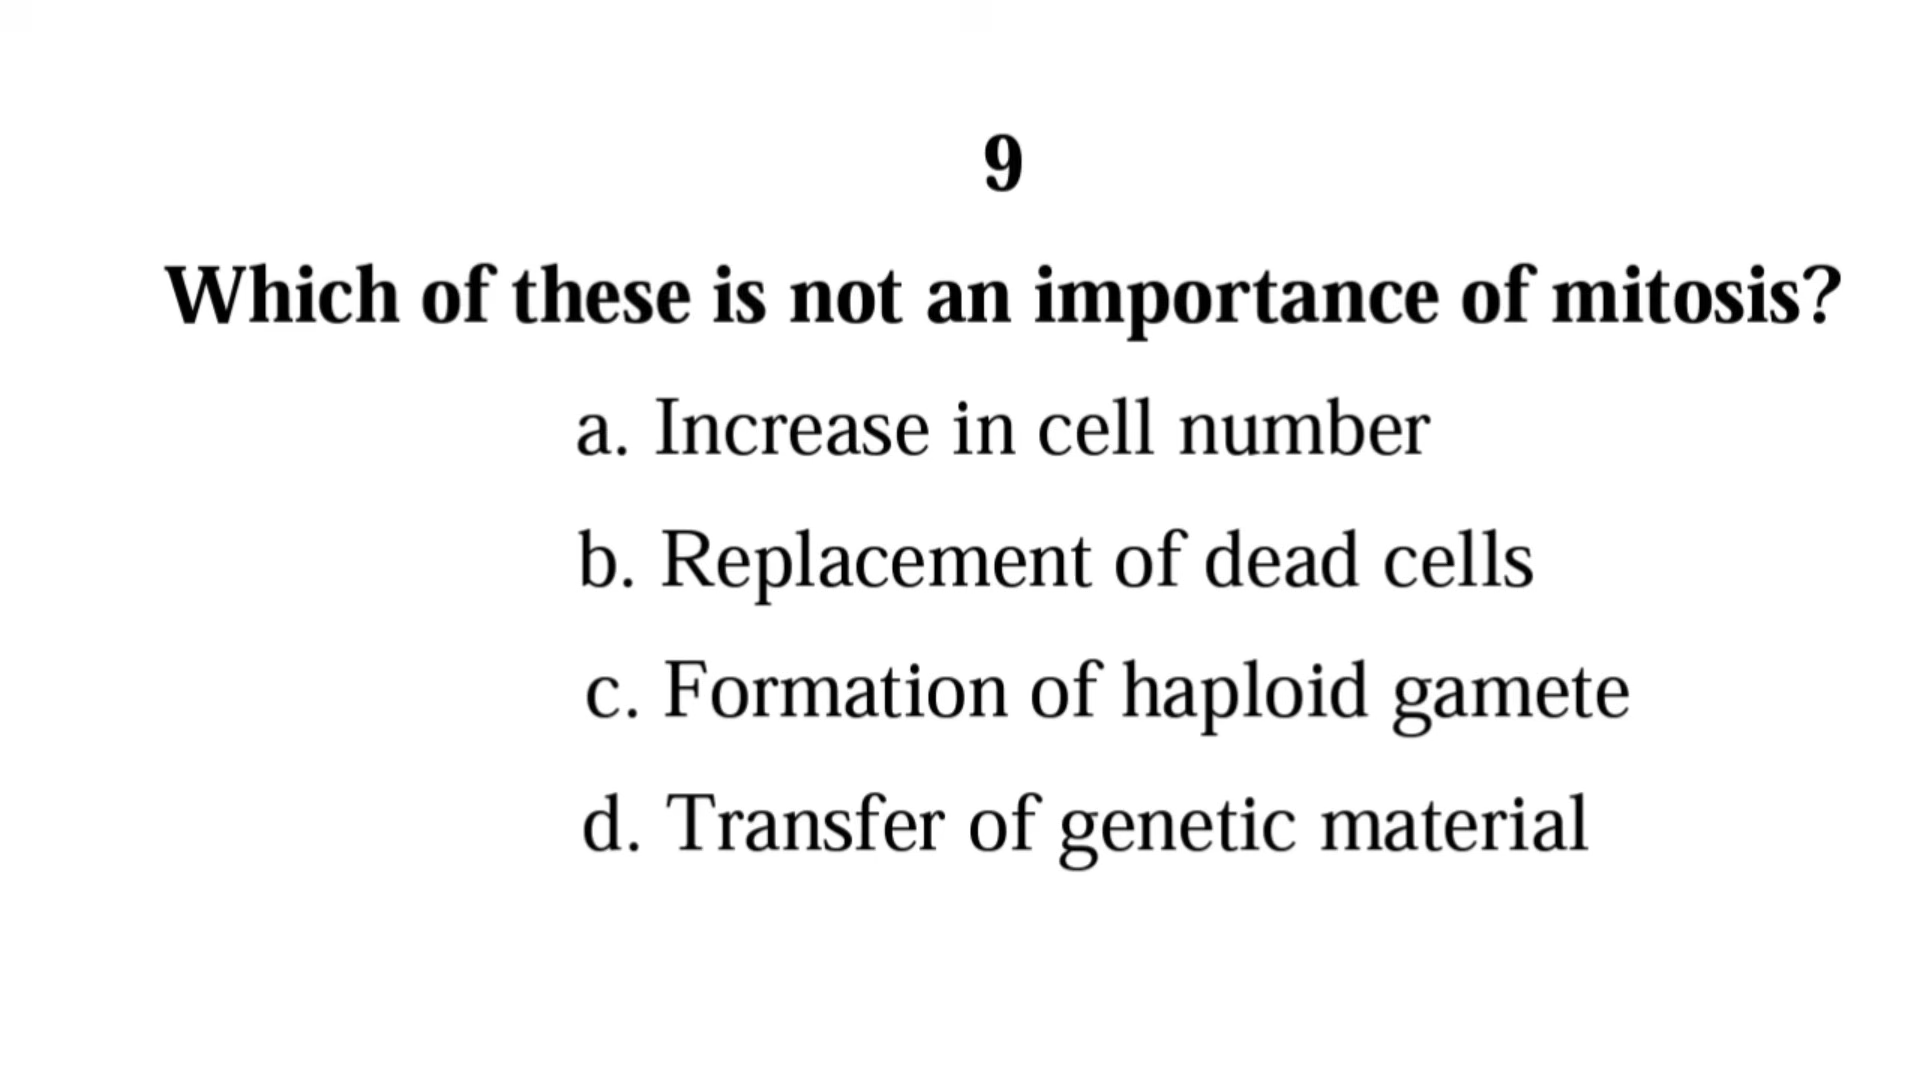 9
Which of these is not an importance of mitosis?
a. Increase in cell number
b. Replacement of dead cells
c. Formation of haploid gamete
d. Transfer of genetic material